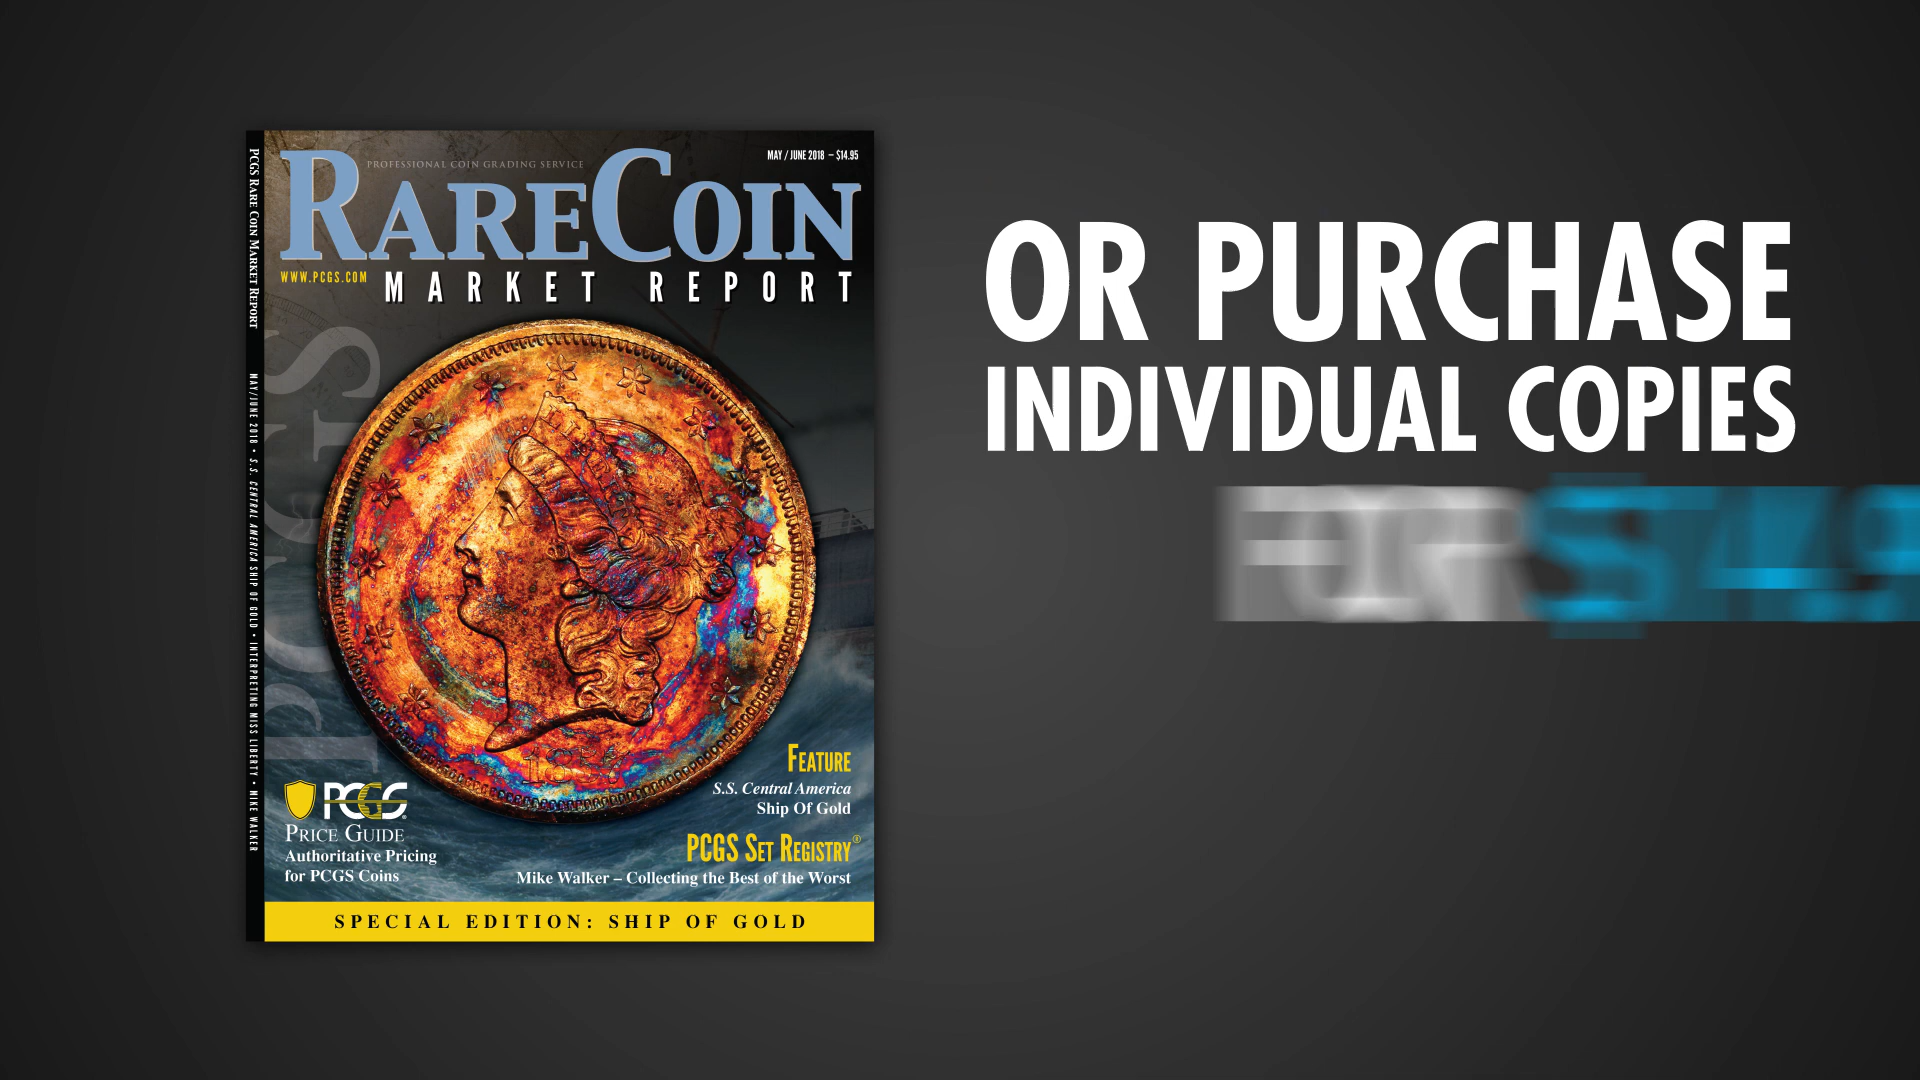 PCGS RARE COIN MARKET REPORT
MAY/JUNE 2018 • S.S. CENTRAL AMERICA SHIP OF GOLD • INTERPRETING MISS LIBERTY • MIKE WALKER
PROFESSIONAL COIN GRADING SERVICE
MAY / JUNE 2018 – $14.95
RARECOIN
WWW.PCGS.COM
MARKET REPORT
PCGS
FEATURE
S.S. Central America
Ship Of Gold
PCGS SET REGISTRY®
Mike Walker – Collecting the Best of the Worst
PCGS
PRICE GUIDE
Authoritative Pricing
for PCGS Coins
SPECIAL EDITION: SHIP OF GOLD
OR PURCHASE
INDIVIDUAL COPIES
FOR